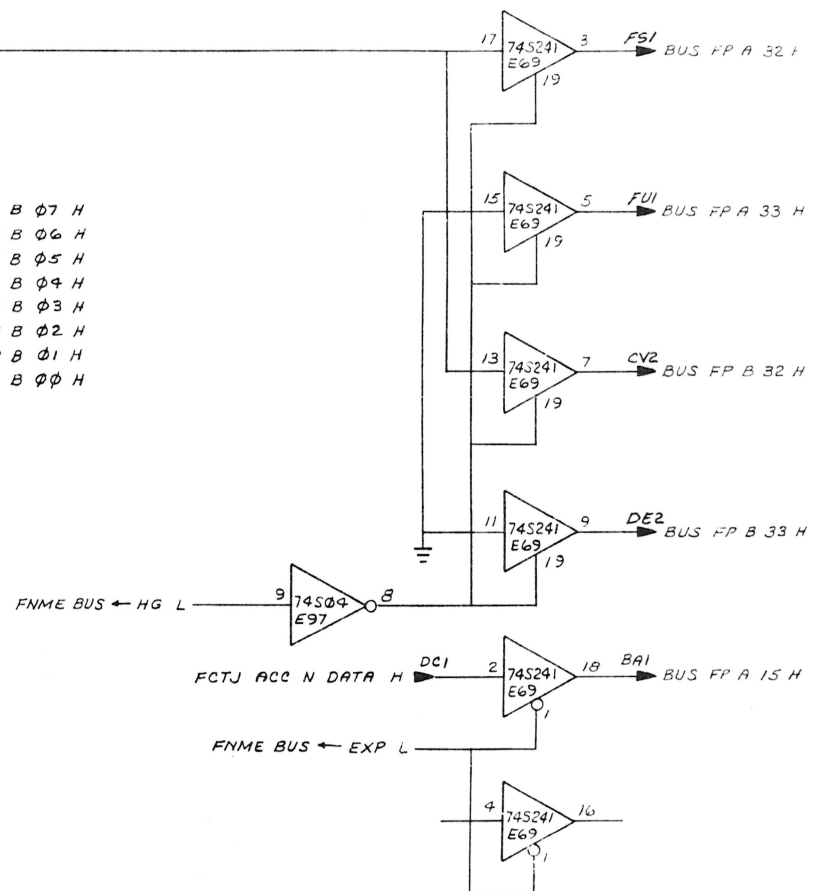 17 74S241 E69 3 19 FS1 BUS FP A 32
B Ø7 H
B Ø6 H
B Ø5 H
B Ø4 H
B Ø3 H
B Ø2 H
B Ø1 H
B ØØ H
15 74S241 E69 5 19 FU1 BUS FP A 33 H
13 74S241 E69 7 19 CV2 BUS FP B 32 H
11 74S241 E69 9 19 DE2 BUS FP B 33 H
FNME BUS ← HG L 9 74SØ4 E97 8
FCTJ ACC N DATA H DC1 2 74S241 E69 18 1 BA1 BUS FP A 15 H
FNME BUS ← EXP L
4 74S241 E69 16 1